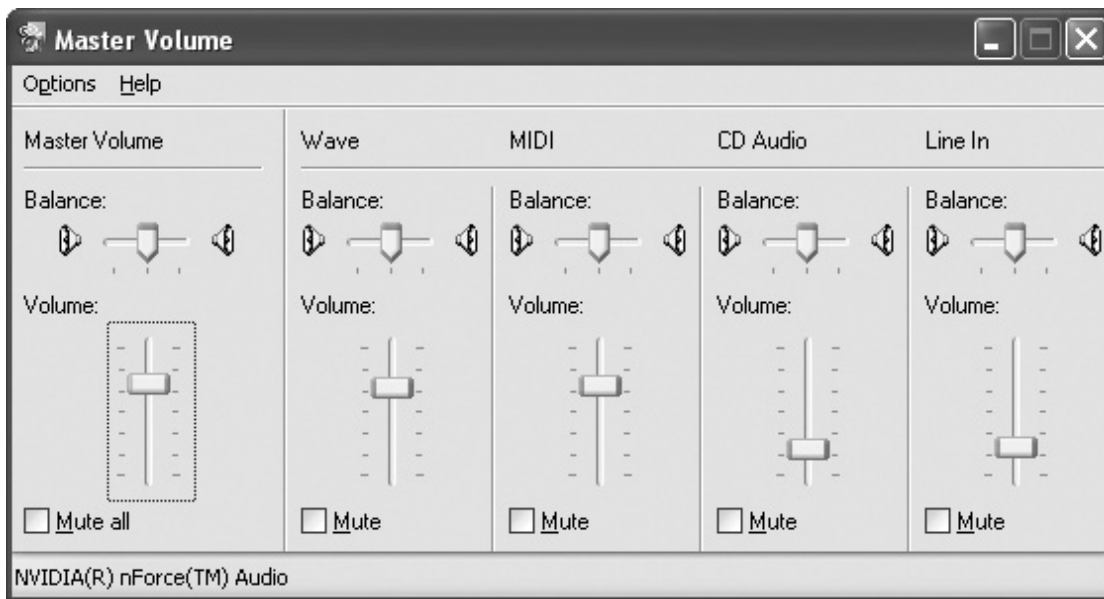 Master Volume
Options Help
Master Volume Wave MIDI CD Audio Line In
Balance: Balance: Balance: Balance: Balance:
Volume: Volume: Volume: Volume: Volume:
Mute all Mute Mute Mute Mute
NVIDIA(R) nForce(TM) Audio